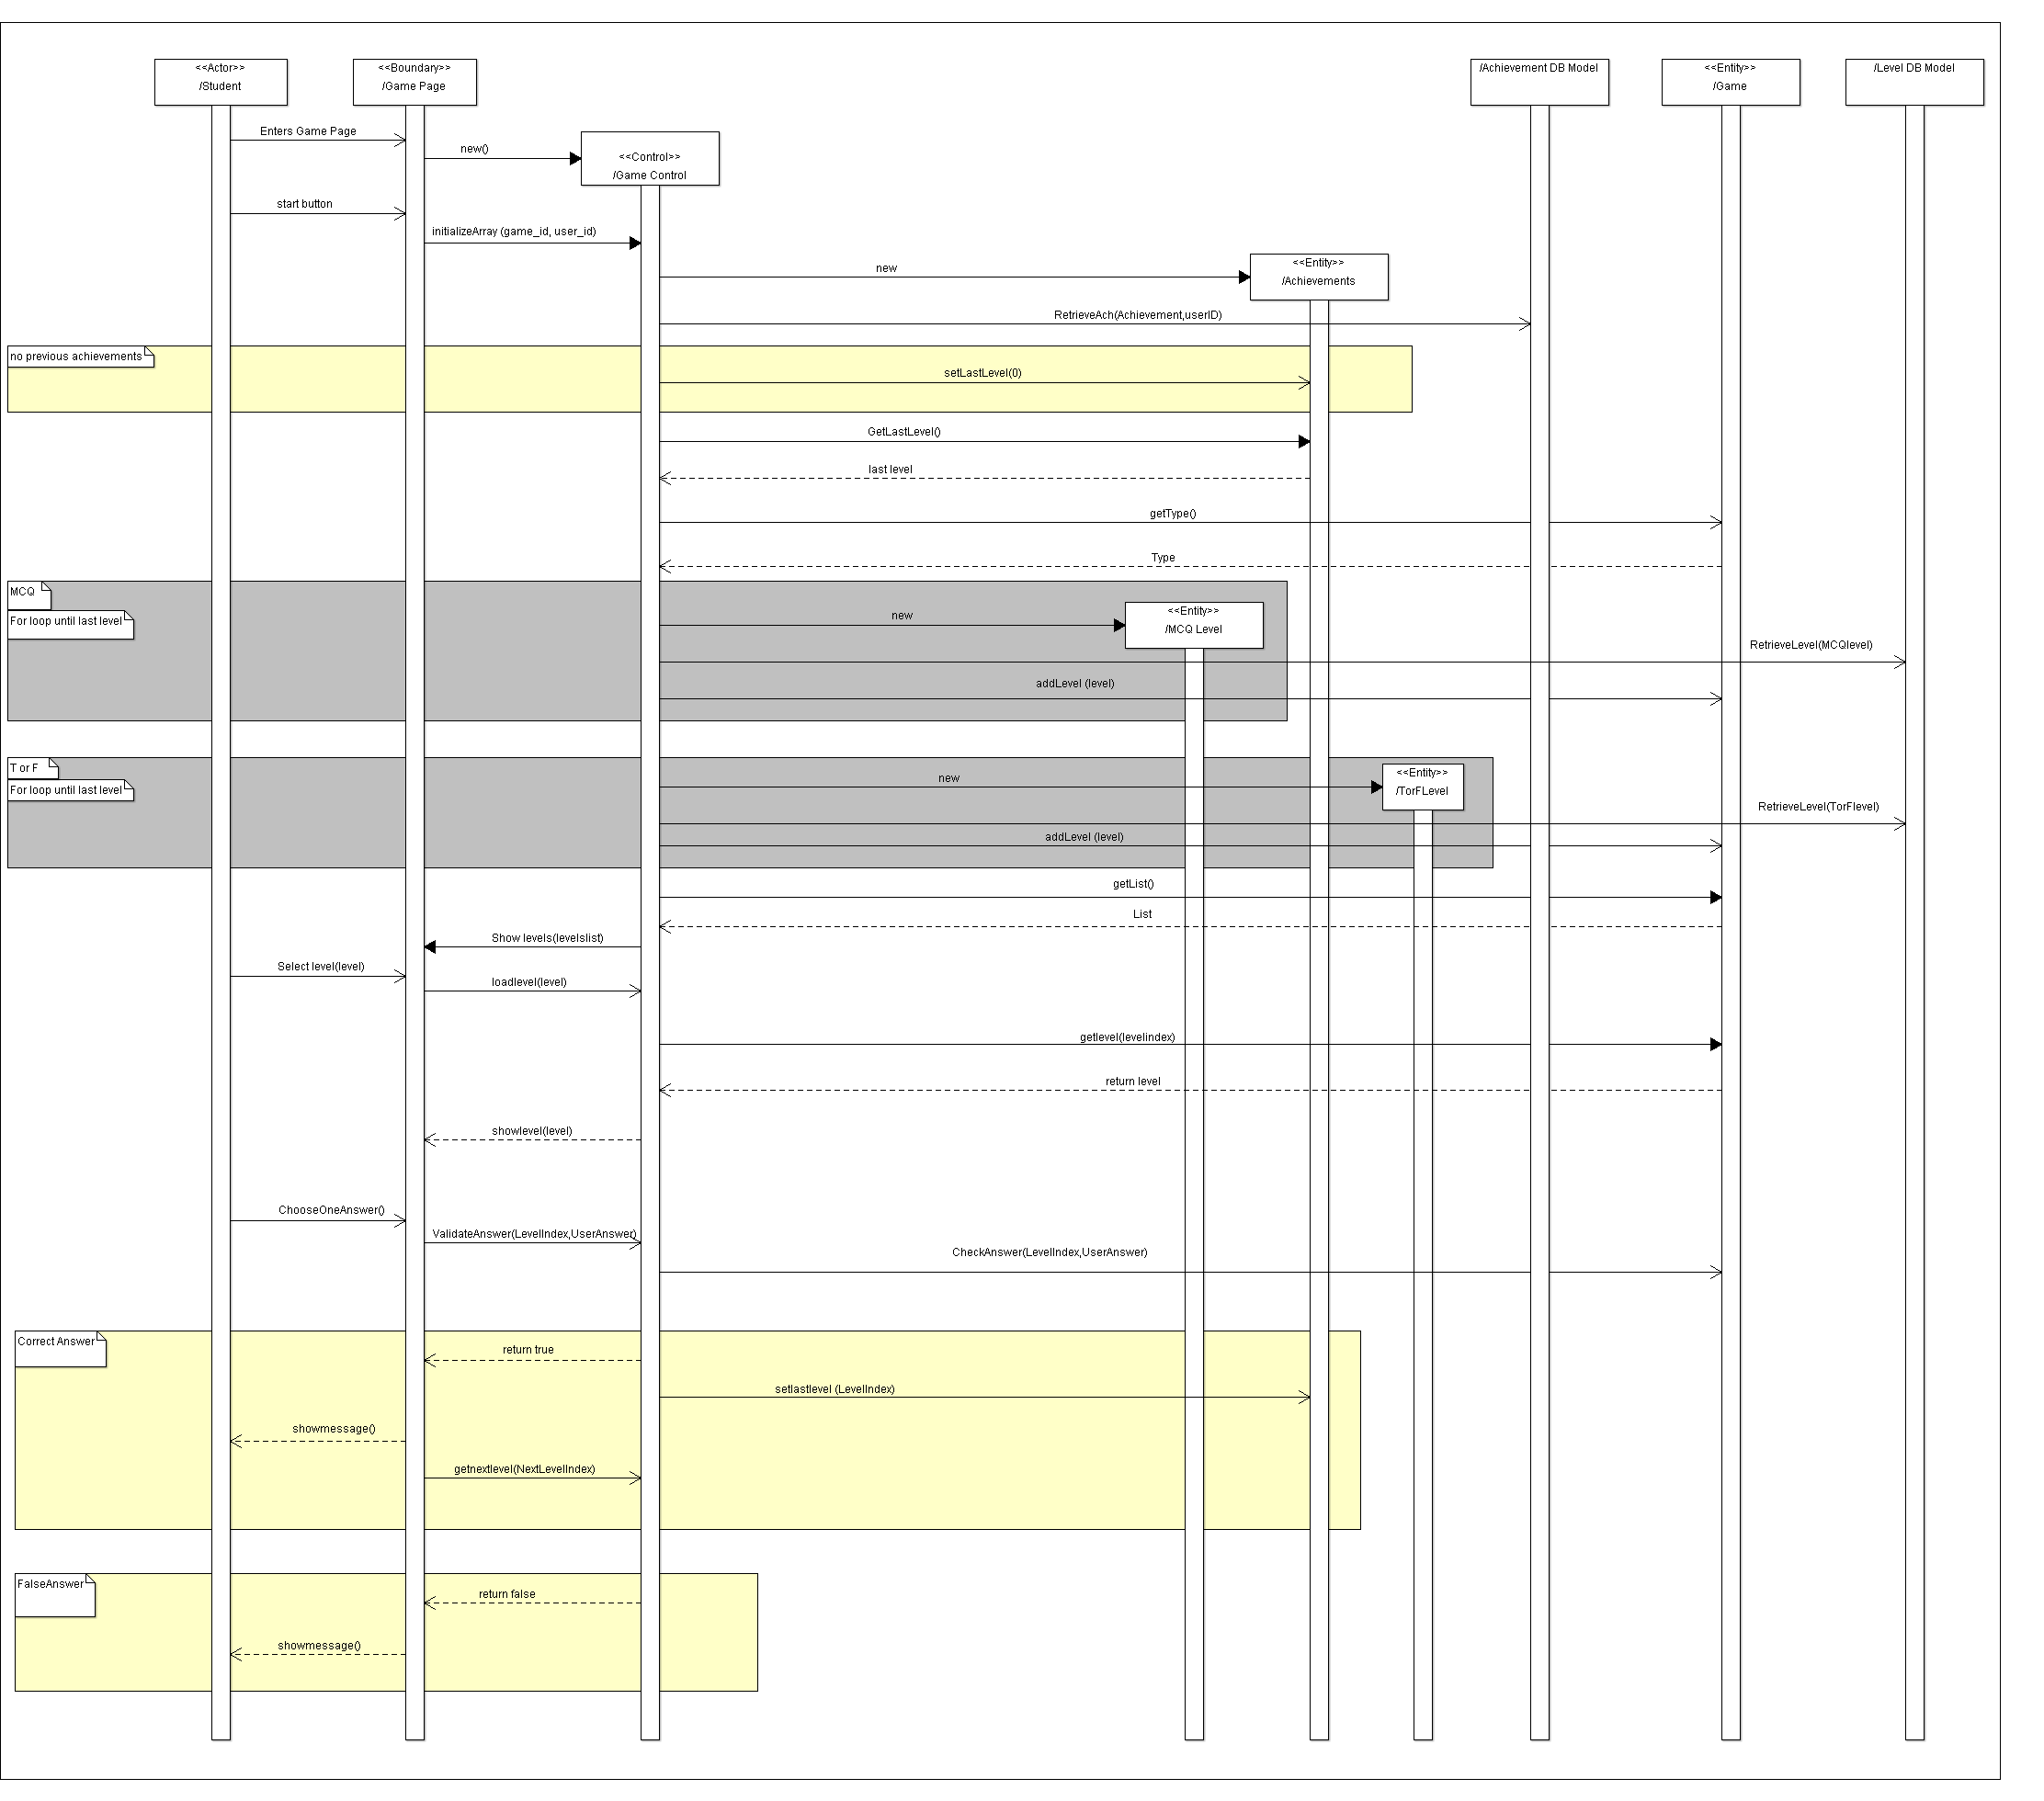 <<Actor>>
/Student
<<Boundary>>
/Game Page
/Achievement DB Model
<<Entity>>
/Game
/Level DB Model
Enters Game Page
new()
<<Control>>
/Game Control
start button
initializeArray (game_id, user_id)
new
<<Entity>>
/Achievements
RetrieveAch(Achievement,userID)
no previous achievements
setLastLevel(0)
GetLastLevel()
last level
getType()
Type
MCQ
For loop until last level
new
<<Entity>>
/MCQ Level
RetrieveLevel(MCQlevel)
addLevel (level)
T or F
For loop until last level
new
<<Entity>>
/TorFLevel
RetrieveLevel(TorFlevel)
addLevel (level)
getList()
List
Show levels(levelslist)
Select level(level)
loadlevel(level)
getlevel(levelindex)
return level
showlevel(level)
ChooseOneAnswer()
ValidateAnswer(LevelIndex,UserAnswer)
CheckAnswer(LevelIndex,UserAnswer)
Correct Answer
return true
setlastlevel (LevelIndex)
showmessage()
getnextlevel(NextLevelIndex)
FalseAnswer
return false
showmessage()